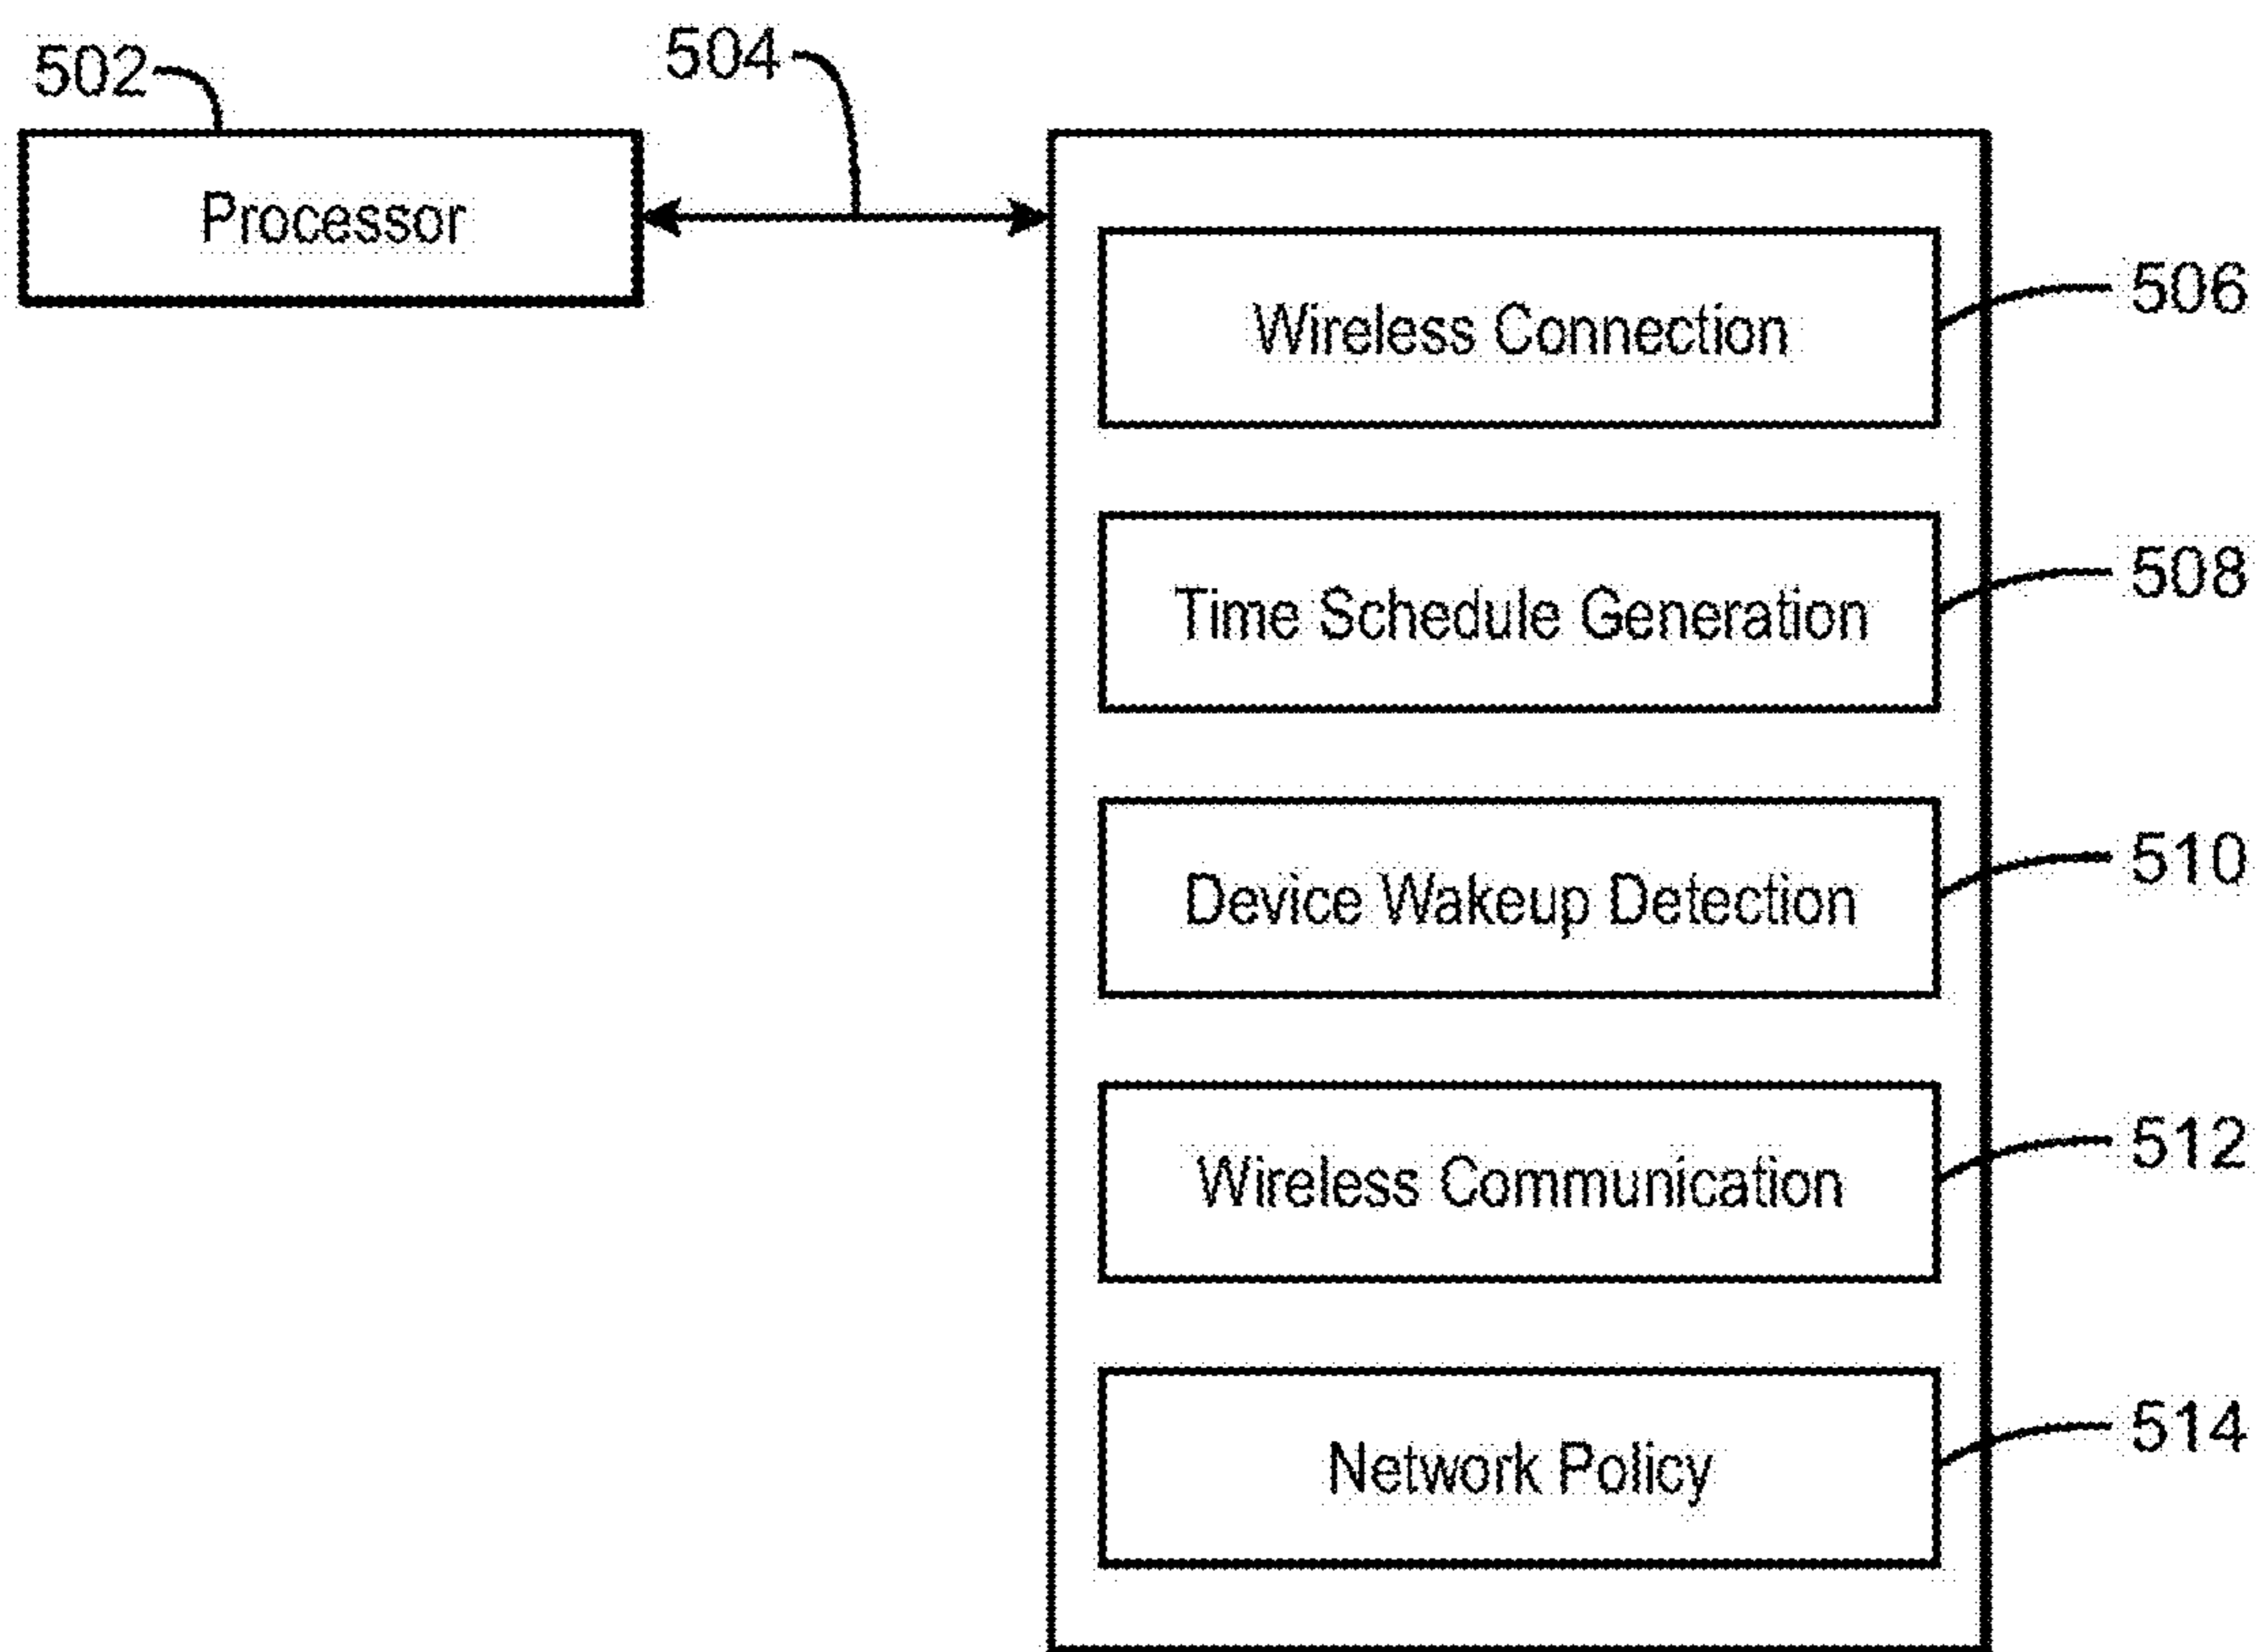 502
504
Processor
Wireless Connection
506
Time Schedule Generation
508
Device Wakeup Detection
510
Wireless Communication
512
Network Policy
514